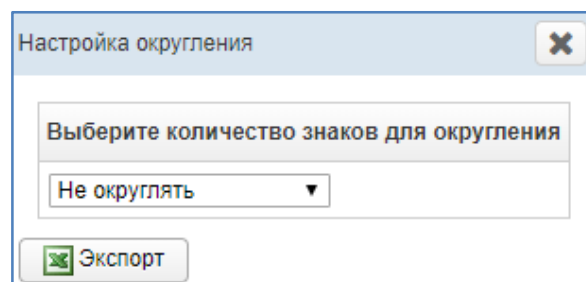 Настройка округления
Выберите количество знаков для округления
Не округлять
Экспорт